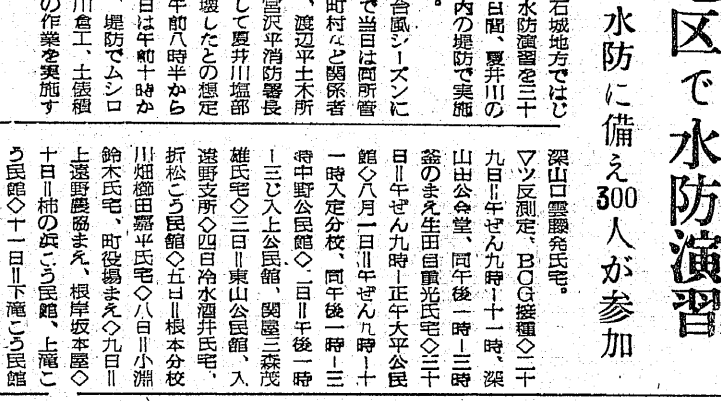 区で水防演習
水防に備え300人が参加
石城地方ではじ
水防演習を三十
日間、夏井川の
内の堤防で実施
。
台風シーズンに
で当日は同所管
町村など関係者
、渡辺平土木所
宮沢平消防署長
して夏井川塩部
壊したとの想定
午前八時半から
日は午前十時か
、堤防でムシロ
川倉工、土俵積
の作業を実施す
深山口雲藤発氏宅。
マツ反測定、BCG接種◇二十
九日=午ぜん九時ー十一時、深
山田公会堂、同午後一時ー三時
釜のまえ生田目重光氏宅◇三十
日=午ぜん九時ー正午大平公民
館◇八月一日=午ぜん九時ー十
一時入定分校、同午後一時ー三
時中野公民館◇二日=午後一時
ー三じ入上公民館、関屋三森茂
雄氏宅◇三日=東山公民館、入
遠野支所◇四日冷水酒井氏宅、
折松こう民館◇五日=根本分校
川畑櫛田嘉平氏宅◇八日=小淵
鈴木氏宅、町役場まえ◇九日=
上遠野農協まえ、根岸坂本屋◇
十日=柿の浜こう民館、上滝こ
う民館◇十一日=下滝こう民館